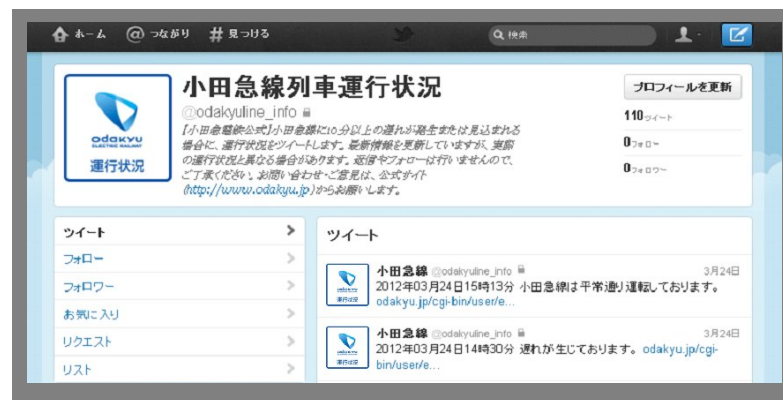 ホーム @ つながり # 見つける 検索
小田急線列車運行状況
@odakyuline_info
[小田急電鉄公式]小田急線に10分以上の遅れが発生または見込まれる
場合に、運行状況をツイートします。最新情報を更新していますが、実際
の運行状況と異なる場合があります。返信やフォローは行いませんので、
ご了承ください。お問い合わせ・ご意見は、公式サイト
(http://www.odakyu.jp)からお願いします。
odakyu
ELECTRIC RAILWAY
運行状況
プロフィールを更新
110ツイート
0フォロー
0フォロワー
ツイート
フォロー
フォロワー
お気に入り
リクエスト
リスト
ツイート
小田急線 @odakyuline_info 3月24日
2012年03月24日15時13分 小田急線は平常通り運転しております。
odakyu.jp/cgi-bin/user/e...
運行状況
小田急線 @odakyuline_info 3月24日
2012年03月24日14時30分 遅れが生じております。odakyu.jp/cgi-
bin/user/e...
運行状況